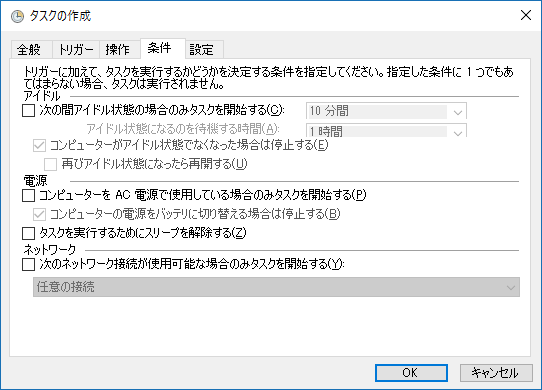 タスクの作成
全般 トリガー 操作 条件 設定
トリガーに加えて、タスクを実行するかどうかを決定する条件を指定してください。指定した条件に 1 つでもあ
てはまらない場合、タスクは実行されません。
アイドル
次の間アイドル状態の場合のみタスクを開始する(C): 10 分間
アイドル状態になるのを待機する時間(A): 1 時間
コンピューターがアイドル状態でなくなった場合は停止する(E)
再びアイドル状態になったら再開する(U)
電源
コンピューターを AC 電源で使用している場合のみタスクを開始する(P)
コンピューターの電源をバッテリに切り替える場合は停止する(B)
タスクを実行するためにスリープを解除する(Z)
ネットワーク
次のネットワーク接続が使用可能な場合のみタスクを開始する(Y):
任意の接続
OK キャンセル